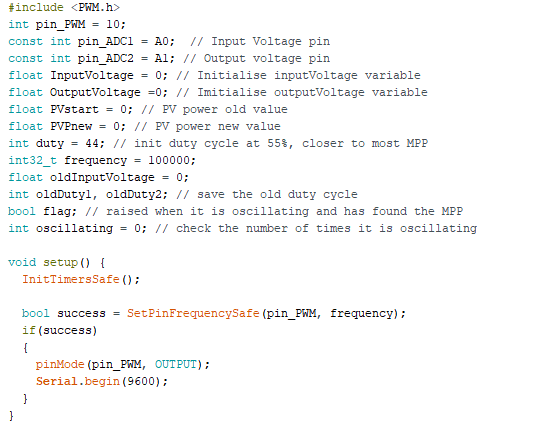 #include <PWM.h>
int pin_PWM = 10;
const int pin_ADC1 = A0;  // Input Voltage pin
const int pin_ADC2 = A1; // Output voltage pin
float InputVoltage = 0; // Initialise inputVoltage variable
float OutputVoltage =0; // Imitialise outputVoltage variable
float PVstart = 0; // PV power old value
float PVPnew = 0; // PV power new value
int duty = 44; // init duty cycle at 55%, closer to most MPP
int32_t frequency = 100000;
float oldInputVoltage = 0;
int oldDuty1, oldDuty2; // save the old duty cycle
bool flag; // raised when it is oscillating and has found the MPP
int oscillating = 0; // check the number of times it is oscillating
void setup() {
  InitTimersSafe();
  bool success = SetPinFrequencySafe(pin_PWM, frequency);
  if(success)
  {
    pinMode(pin_PWM, OUTPUT);
    Serial.begin(9600);
  }
}